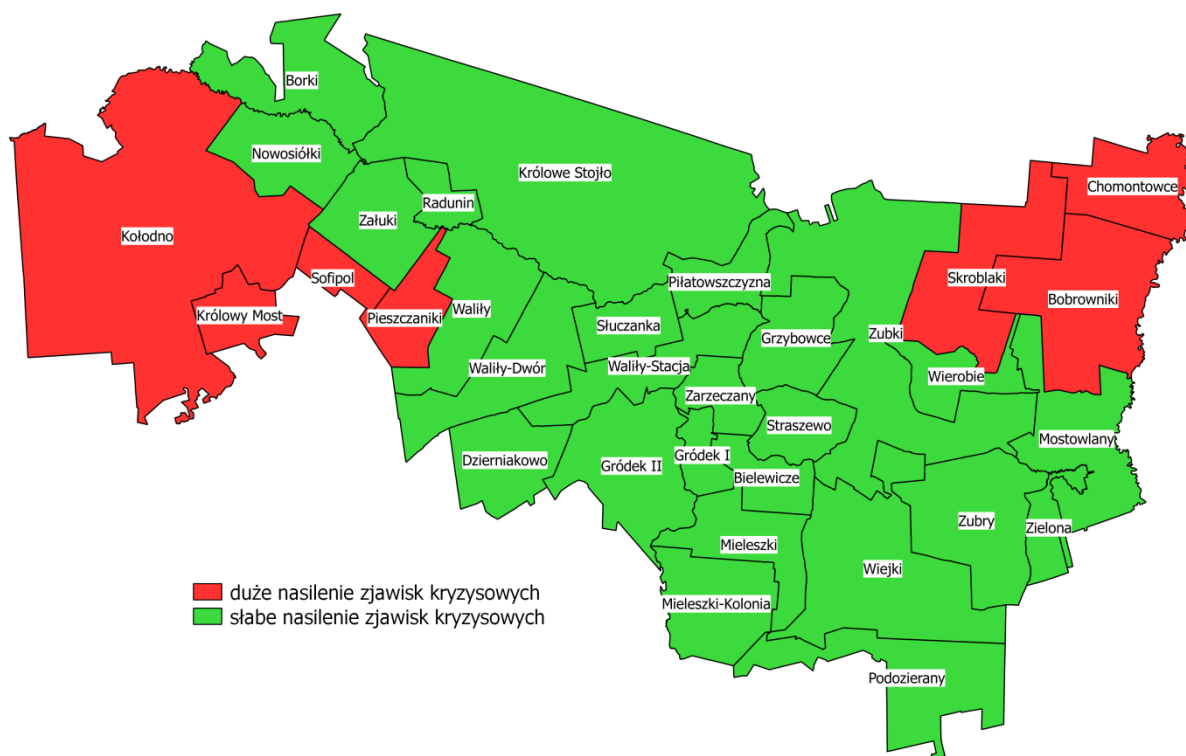 Borki
Nowosiółki
Królowe Stojło
Radunin
Załuki
Chomontowce
Kołodno
Sofipol
Skroblaki
Piłatowszczyzna
Bobrowniki
Królowy Most
Pieszczaniki
Waliły
Słuczanka
Grzybowce
Zubki
Waliły-Dwór
Waliły-Stacja
Wierobie
Zarzeczany
Straszewo
Mostowlany
Dzierniakowo
Gródek II
Gródek I
Bielewicze
Zubry
Zielona
Mieleszki
Wiejki
Mieleszki-Kolonia
Podozierany
duże nasilenie zjawisk kryzysowych
słabe nasilenie zjawisk kryzysowych